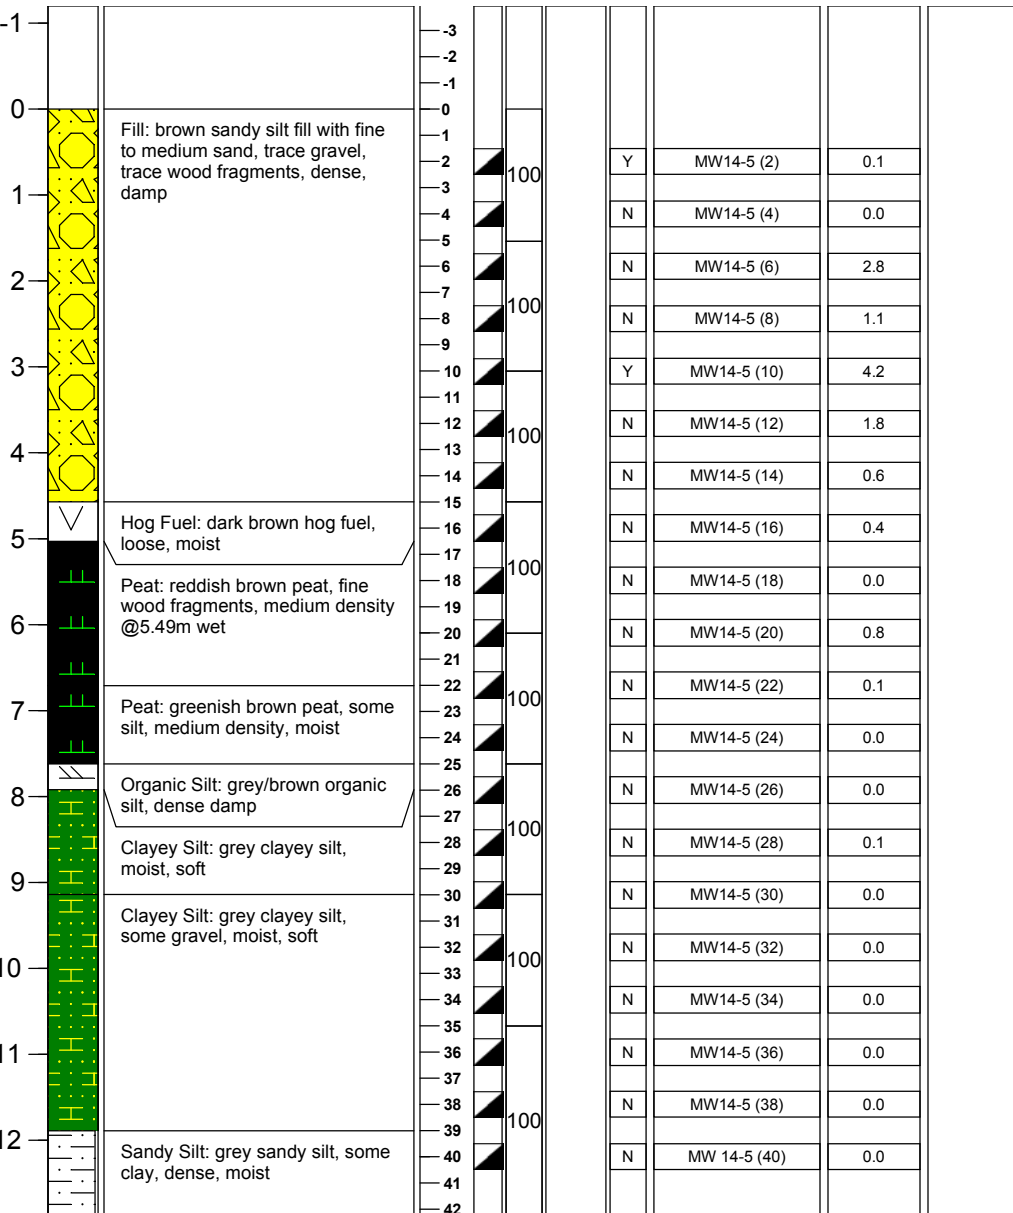 -1
-3
-2
-1
0
0
Fill: brown sandy silt fill with fine
to medium sand, trace gravel,
trace wood fragments, dense,
damp
1
2
100
Y
MW14-5 (2)
0.1
1
3
4
N
MW14-5 (4)
0.0
5
6
N
MW14-5 (6)
2.8
2
7
100
8
N
MW14-5 (8)
1.1
9
3
10
Y
MW14-5 (10)
4.2
11
12
N
MW14-5 (12)
1.8
100
4
13
14
N
MW14-5 (14)
0.6
15
Hog Fuel: dark brown hog fuel,
loose, moist
16
N
MW14-5 (16)
0.4
5
17
100
Peat: reddish brown peat, fine
wood fragments, medium density
@5.49m wet
18
N
MW14-5 (18)
0.0
19
6
20
N
MW14-5 (20)
0.8
21
22
N
MW14-5 (22)
0.1
100
7
Peat: greenish brown peat, some
silt, medium density, moist
23
24
N
MW14-5 (24)
0.0
25
Organic Silt: grey/brown organic
silt, dense damp
8
26
N
MW14-5 (26)
0.0
27
100
Clayey Silt: grey clayey silt,
moist, soft
28
N
MW14-5 (28)
0.1
29
9
30
N
MW14-5 (30)
0.0
Clayey Silt: grey clayey silt,
some gravel, moist, soft
31
32
N
MW14-5 (32)
0.0
100
10
33
34
N
MW14-5 (34)
0.0
35
11
36
N
MW14-5 (36)
0.0
37
38
N
MW14-5 (38)
0.0
100
39
12
Sandy Silt: grey sandy silt, some
clay, dense, moist
40
N
MW 14-5 (40)
0.0
41
42